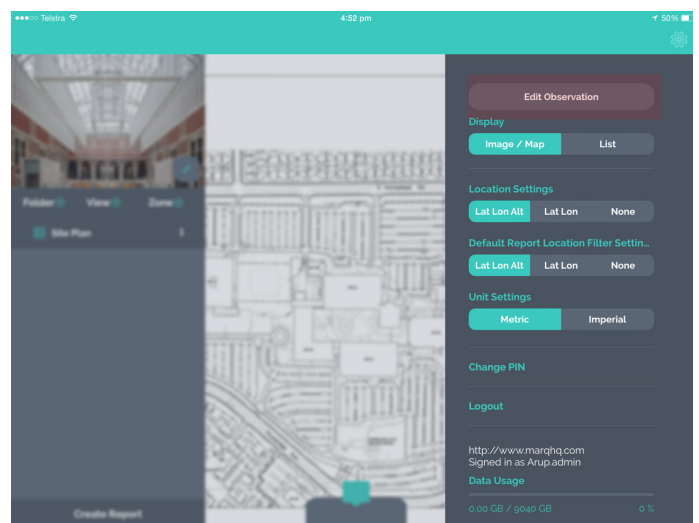 Telstra
4:52 pm
50%
Edit Observation
Display
Image / Map
List
Location Settings
Lat Lon Alt
Lat Lon
None
Default Report Location Filter Settin...
Lat Lon Alt
Lat Lon
None
Unit Settings
Metric
Imperial
Change PIN
Logout
http://www.marqhq.com
Signed in as Arup.admin
Data Usage
0.00 GB / 9040 GB
0 %
Folder
View
Zone
Site Plan
1
Create Report